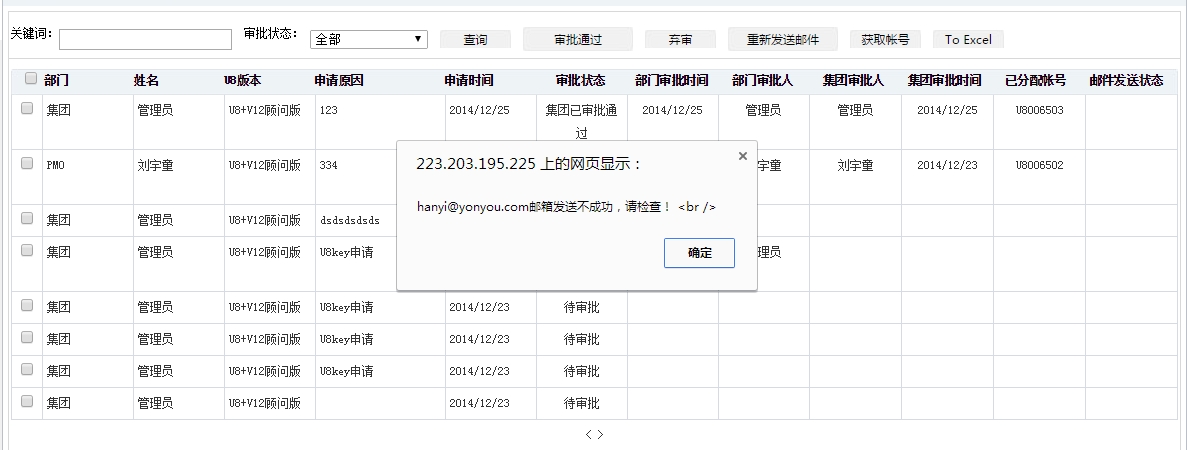 关键词： 审批状态： 全部 查询 审批通过 弃审 重新发送邮件 获取帐号 To Excel
部门 姓名 U8版本 申请原因 申请时间 审批状态 部门审批时间 部门审批人 集团审批人 集团审批时间 已分配帐号 邮件发送状态
集团 管理员 U8+V12顾问版 123 2014/12/25 集团已审批通 2014/12/25 管理员 管理员 2014/12/25 U8006503
过
223.203.195.225 上的网页显示：
PMO 刘宇童 U8+V12顾问版 334 宇童 刘宇童 2014/12/23 U8006502
hanyi@yonyou.com邮箱发送不成功，请检查！ <br />
集团 管理员 U8+V12顾问版 dsdsdsdsds
集团 管理员 U8+V12顾问版 U8key申请 理员
确定
集团 管理员 U8+V12顾问版 U8key申请 2014/12/23 待审批
集团 管理员 U8+V12顾问版 U8key申请 2014/12/23 待审批
集团 管理员 U8+V12顾问版 U8key申请 2014/12/23 待审批
集团 管理员 U8+V12顾问版 2014/12/23 待审批
< >